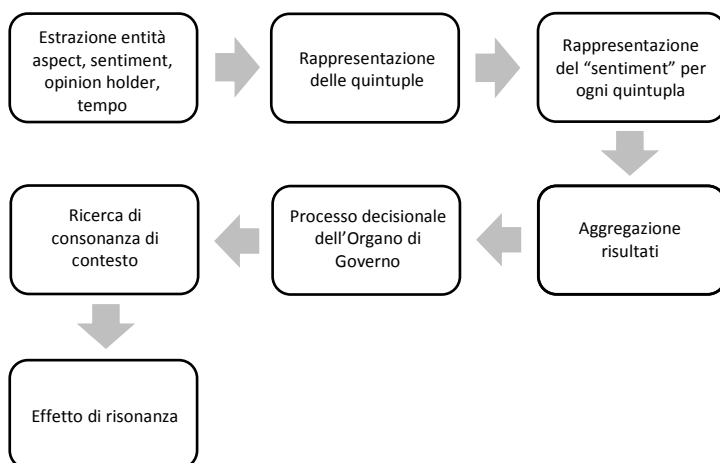 Estrazione entità
aspect, sentiment,
opinion holder,
tempo
Rappresentazione
delle quintuple
Rappresentazione
del “sentiment” per
ogni quintupla
Ricerca di
consonanza di
contesto
Processo decisionale
dell’Organo di
Governo
Aggregazione
risultati
Effetto di risonanza